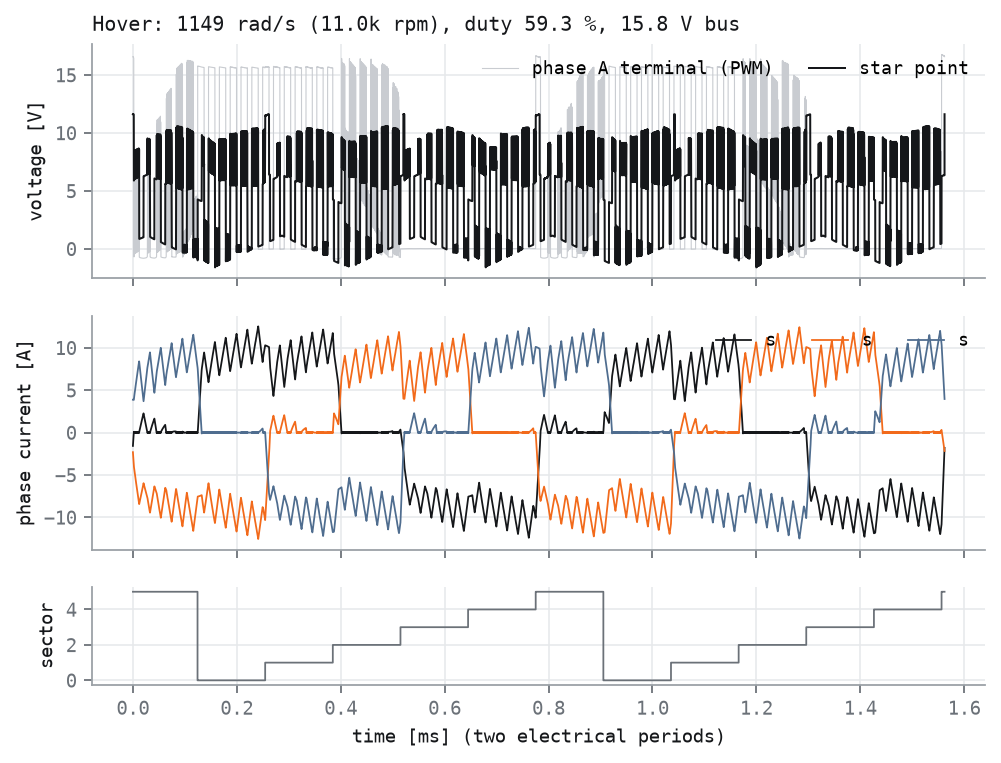 Hover: 1149 rad/s (11.0k rpm), duty 59.3 %, 15.8 V bus
phase A terminal (PWM) star point
voltage [V]
15
10
5
0
s s s
phase current [A]
10
5
0
−5
−10
sector
4
2
0
0.0 0.2 0.4 0.6 0.8 1.0 1.2 1.4 1.6
time [ms] (two electrical periods)